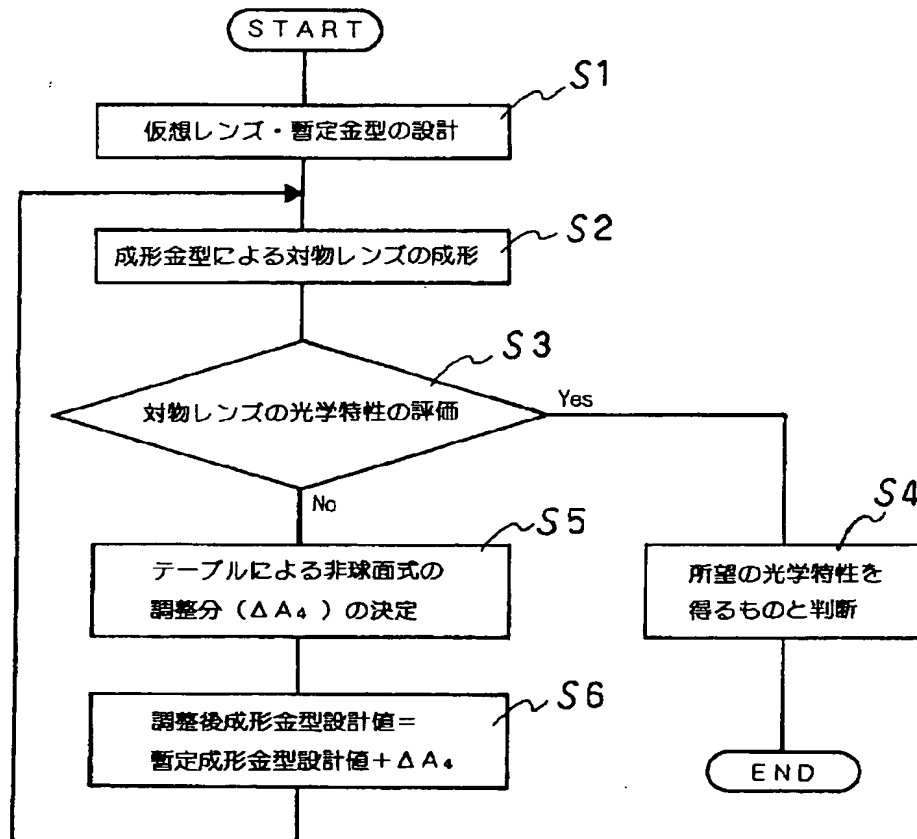 START
S1
仮想レンズ・暫定金型の設計
S2
成形金型による対物レンズの成形
S3
対物レンズの光学特性の評価
Yes
No
S5
テーブルによる非球面式の
調整分(ΔA₄)の決定
S4
所望の光学特性を
得るものと判断
S6
調整後成形金型設計値=
暫定成形金型設計値+ΔA₄
END